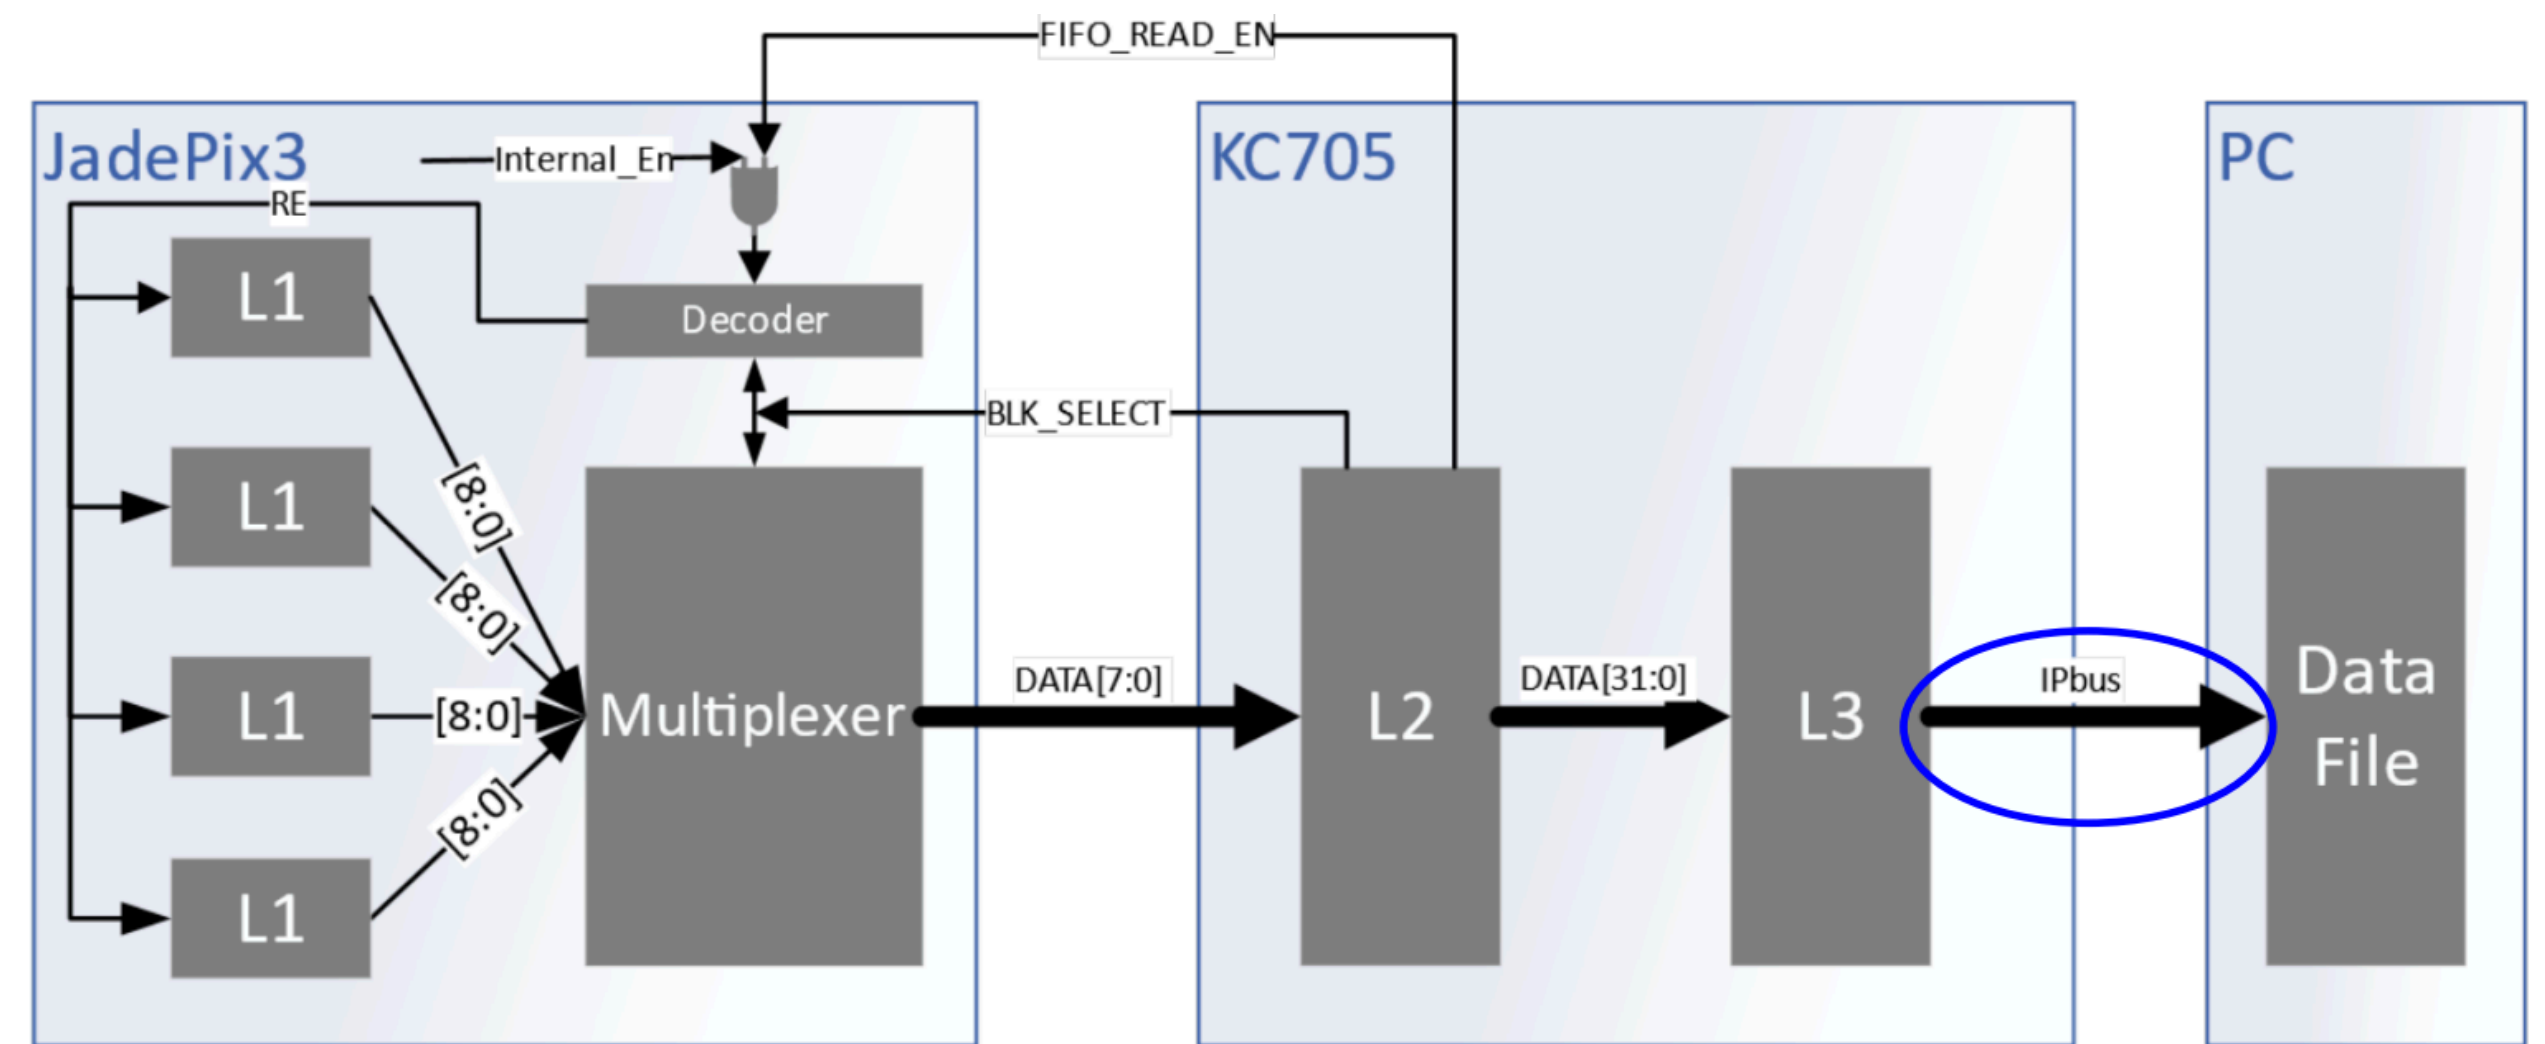 FIFO_READ_EN
JadePix3
Internal_En
KC705
PC
RE
L1
Decoder
BLK_SELECT
L1
[8:0]
[8:0]
L1
[8:0]
Multiplexer
DATA[7:0]
L2
DATA[31:0]
L3
IPbus
Data
File
[8:0]
L1